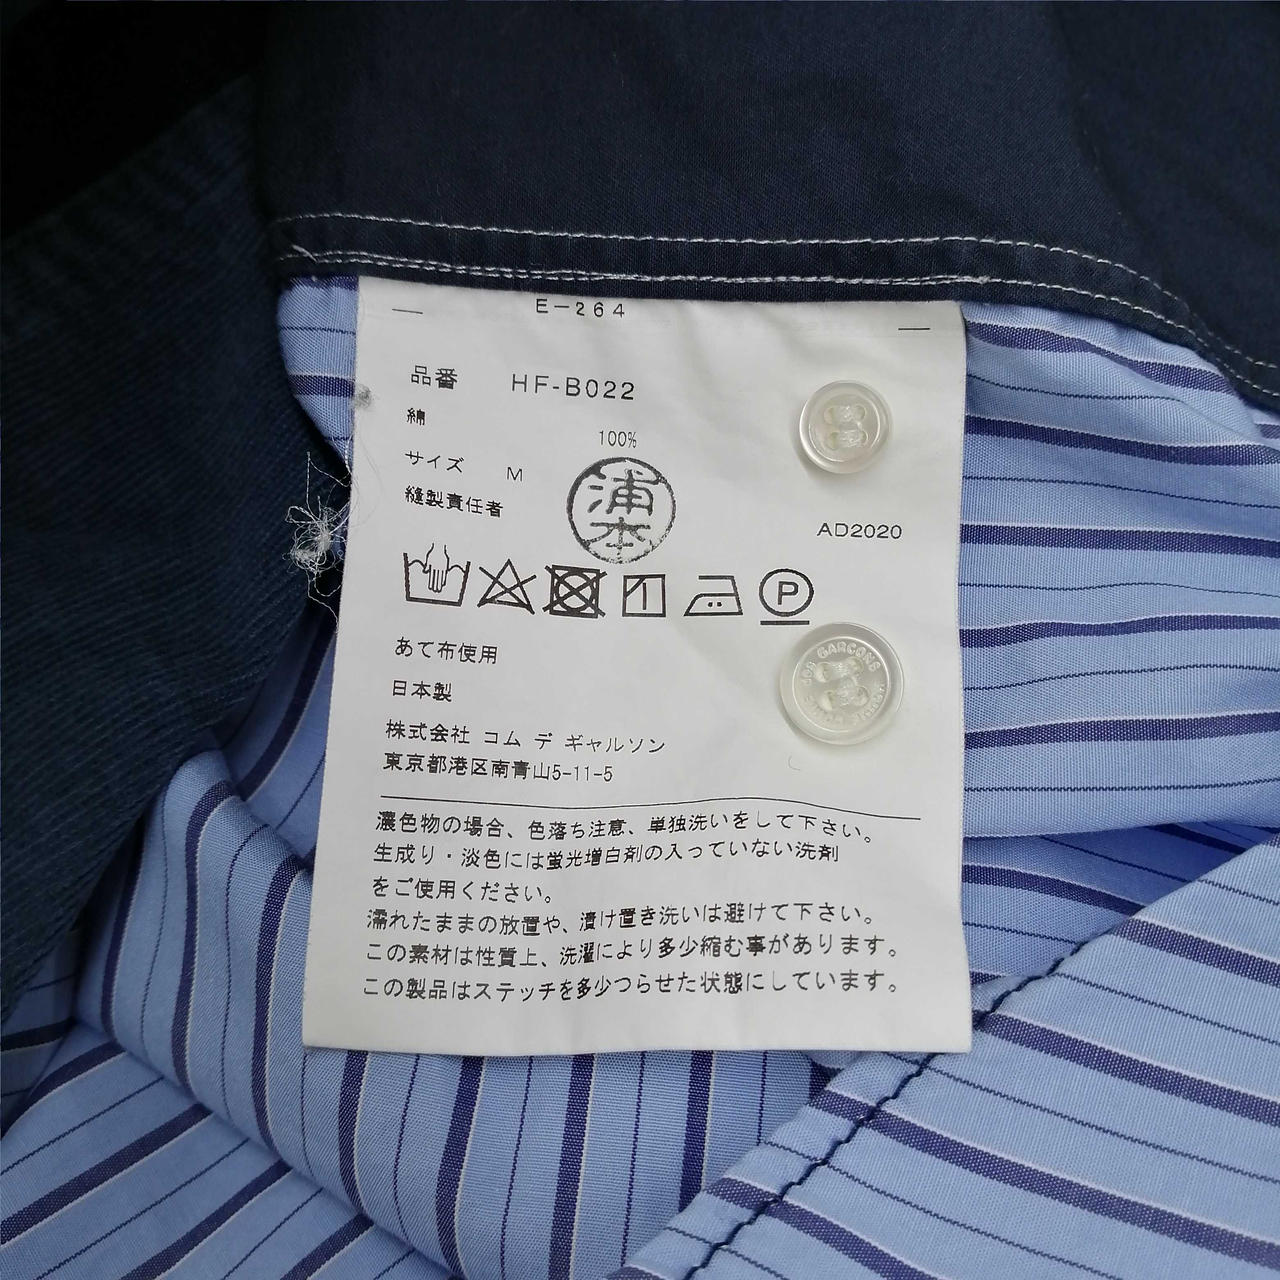 E-264
品番 HF-B022
綿 100%
サイズ M
縫製責任者 浦本
AD2020
P
あて布使用
日本製
株式会社 コム デ ギャルソン
東京都港区南青山5-11-5
濃色物の場合、色落ち注意、単独洗いをして下さい。
生成り・淡色には蛍光増白剤の入っていない洗剤
をご使用ください。
濡れたままの放置や、漬け置き洗いは避けて下さい。
この素材は性質上、洗濯により多少縮む事があります。
この製品はステッチを多少つらせた状態にしています。
GARCONS